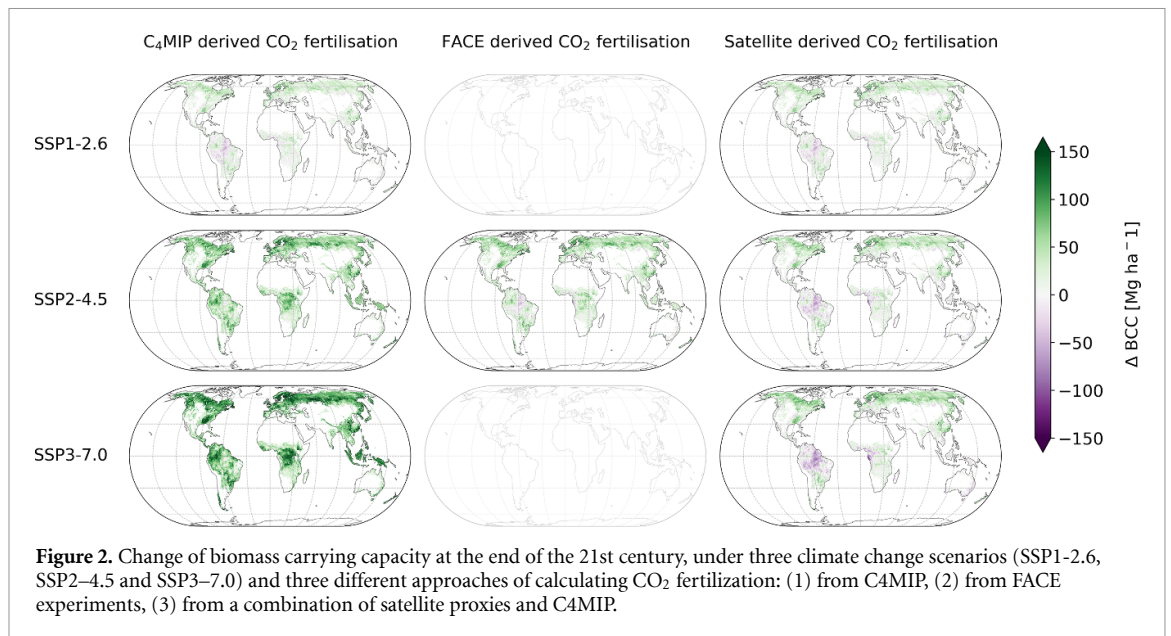 C₄MIP derived CO₂ fertilisation
FACE derived CO₂ fertilisation
Satellite derived CO₂ fertilisation
SSP1-2.6
SSP2-4.5
SSP3-7.0
150
100
50
0
−50
−100
−150
Δ BCC [Mg ha⁻1]
Figure 2. Change of biomass carrying capacity at the end of the 21st century, under three climate change scenarios (SSP1-2.6,
SSP2–4.5 and SSP3–7.0) and three different approaches of calculating CO₂ fertilization: (1) from C4MIP, (2) from FACE
experiments, (3) from a combination of satellite proxies and C4MIP.